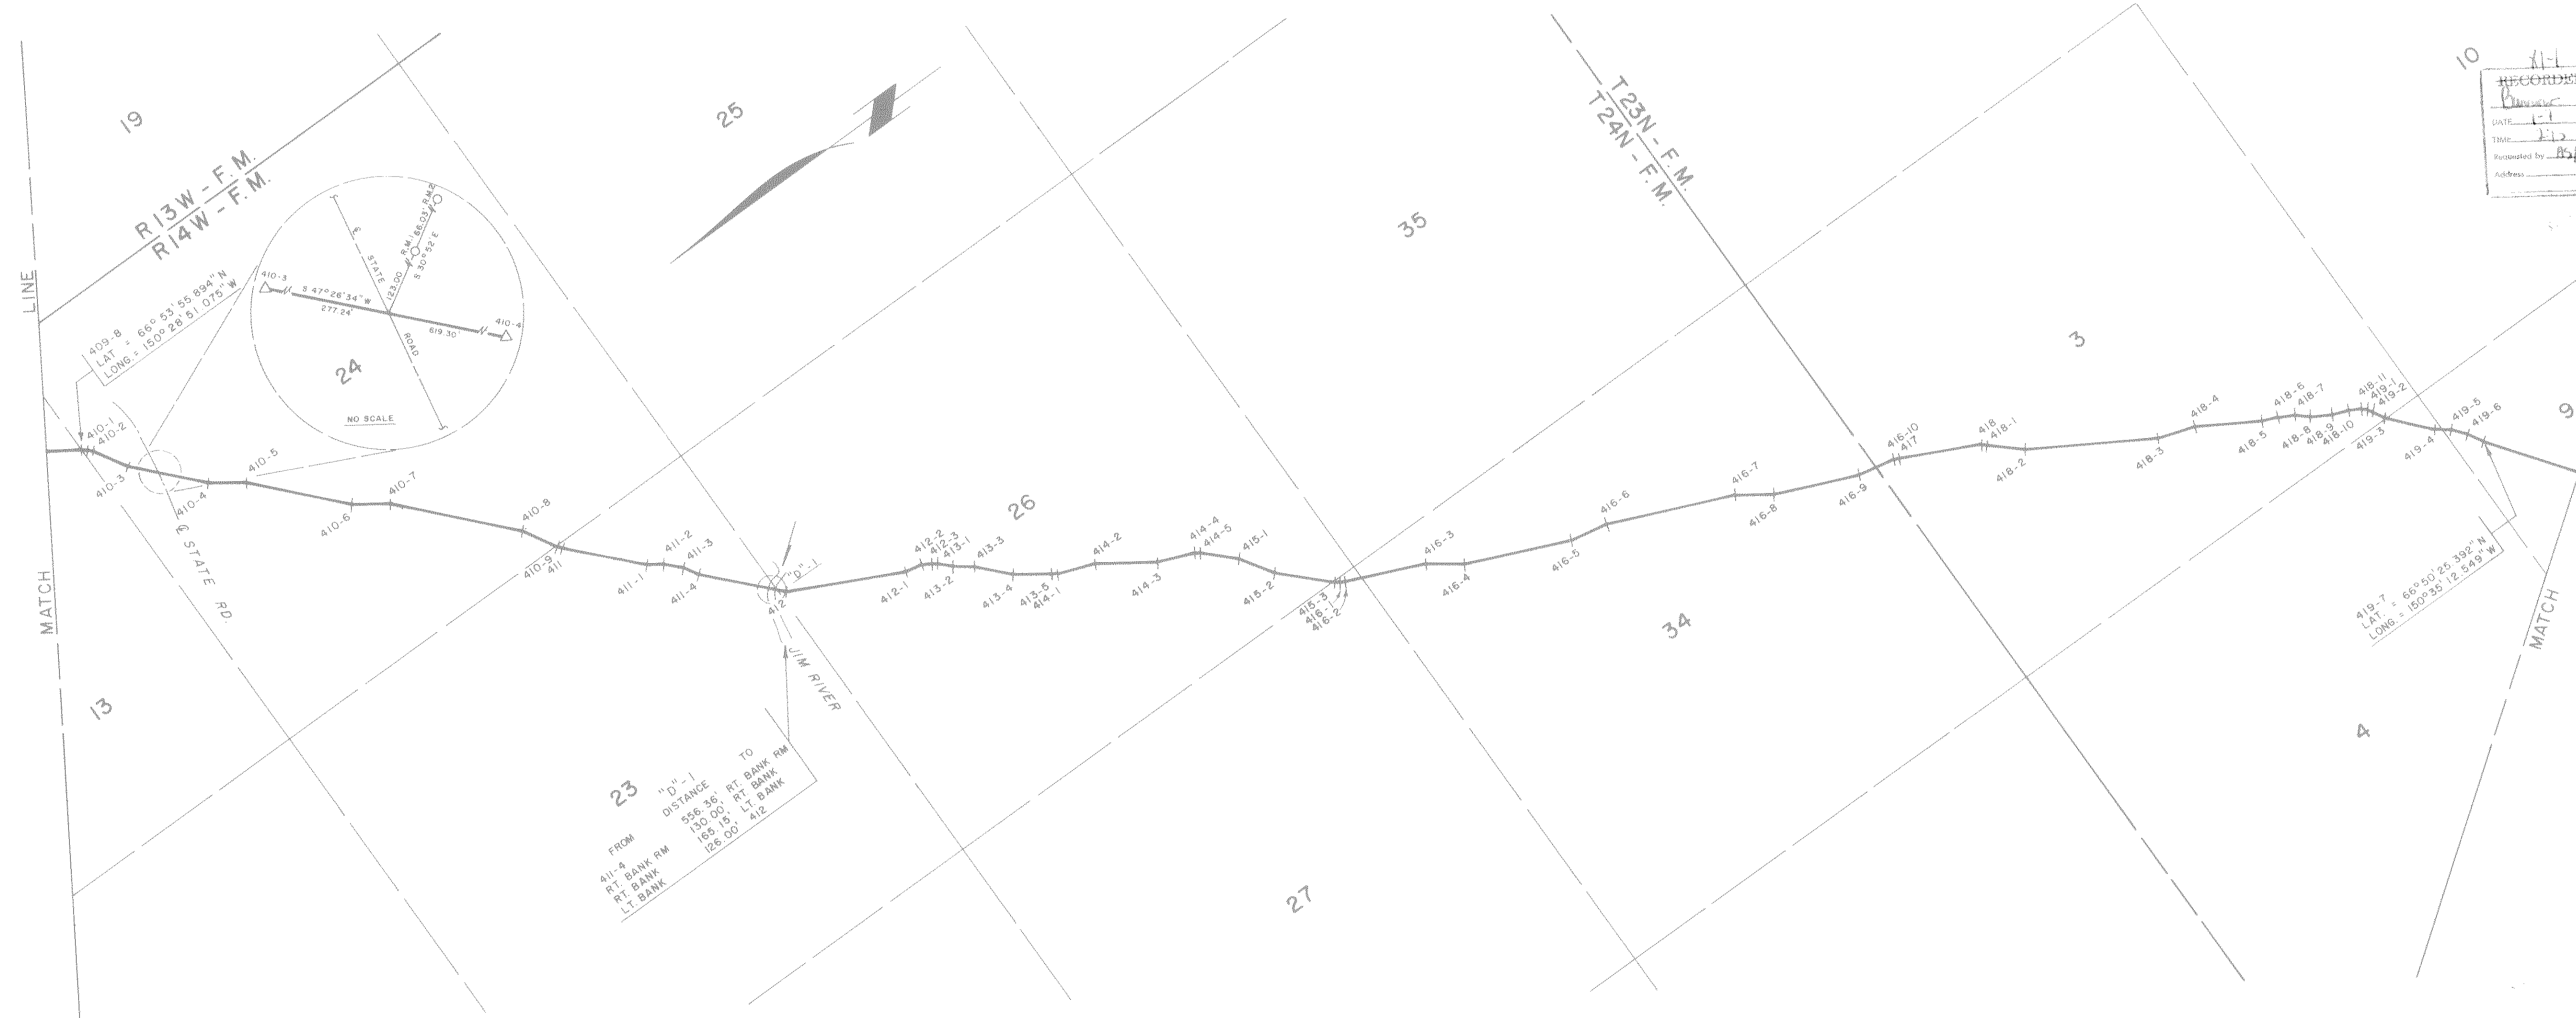 19
25
10
X1-1
RECORDE
DATE 1-1
TIME
Requested by
Address
R13W - F.M.
R14W - F.M.
T23N - F.M.
T24N - F.M.
35
LINE
409-8
LAT = 66° 53' 55.894" N
LONG. = 150° 28' 51.075" W
410-3
S 47° 26' 34" W
277.24'
619.30'
410-4
STATE
ROAD
123.00
R.M.1
66.03'
R.M.2
S 30° 52' E
24
NO SCALE
3
9
410-1
410-2
410-3
410-4
410-5
410-6
410-7
410-8
410-9
411
411-1
411-2
411-3
411-4
412
"D"-1
412-1
412-2
412-3
413-1
413-2
413-3
413-4
413-5
414-1
414-2
414-3
414-4
414-5
415-1
415-2
415-3
416-1
416-2
416-3
416-4
416-5
416-6
416-7
416-8
416-9
416-10
417
418
418-1
418-2
418-3
418-4
418-5
418-6
418-7
418-8
418-9
418-10
418-11
419-1
419-2
419-3
419-4
419-5
419-6
26
℄ STATE RD.
JIM RIVER
MATCH
13
34
419-7
LAT. = 66° 50' 25.392" N
LONG. = 150° 35' 12.549" W
MATCH
4
23
"D"-1
FROM DISTANCE TO
411-4 556.36' RT. BANK RM
RT. BANK RM 130.00' RT. BANK
RT. BANK 165.15' LT. BANK
LT. BANK 126.00' 412
27